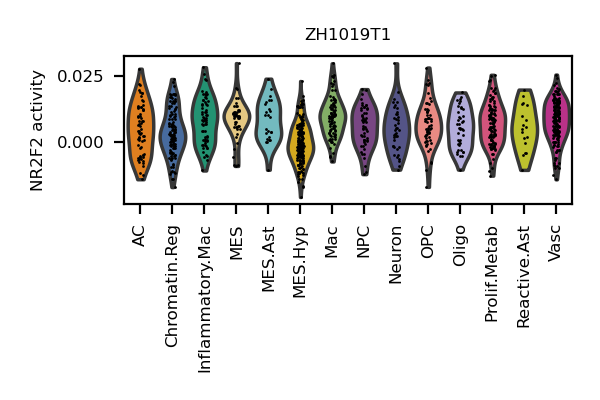 ZH1019T1
NR2F2 activity
0.025
0.000
AC
Chromatin.Reg
Inflammatory.Mac
MES
MES.Ast
MES.Hyp
Mac
NPC
Neuron
OPC
Oligo
Prolif.Metab
Reactive.Ast
Vasc